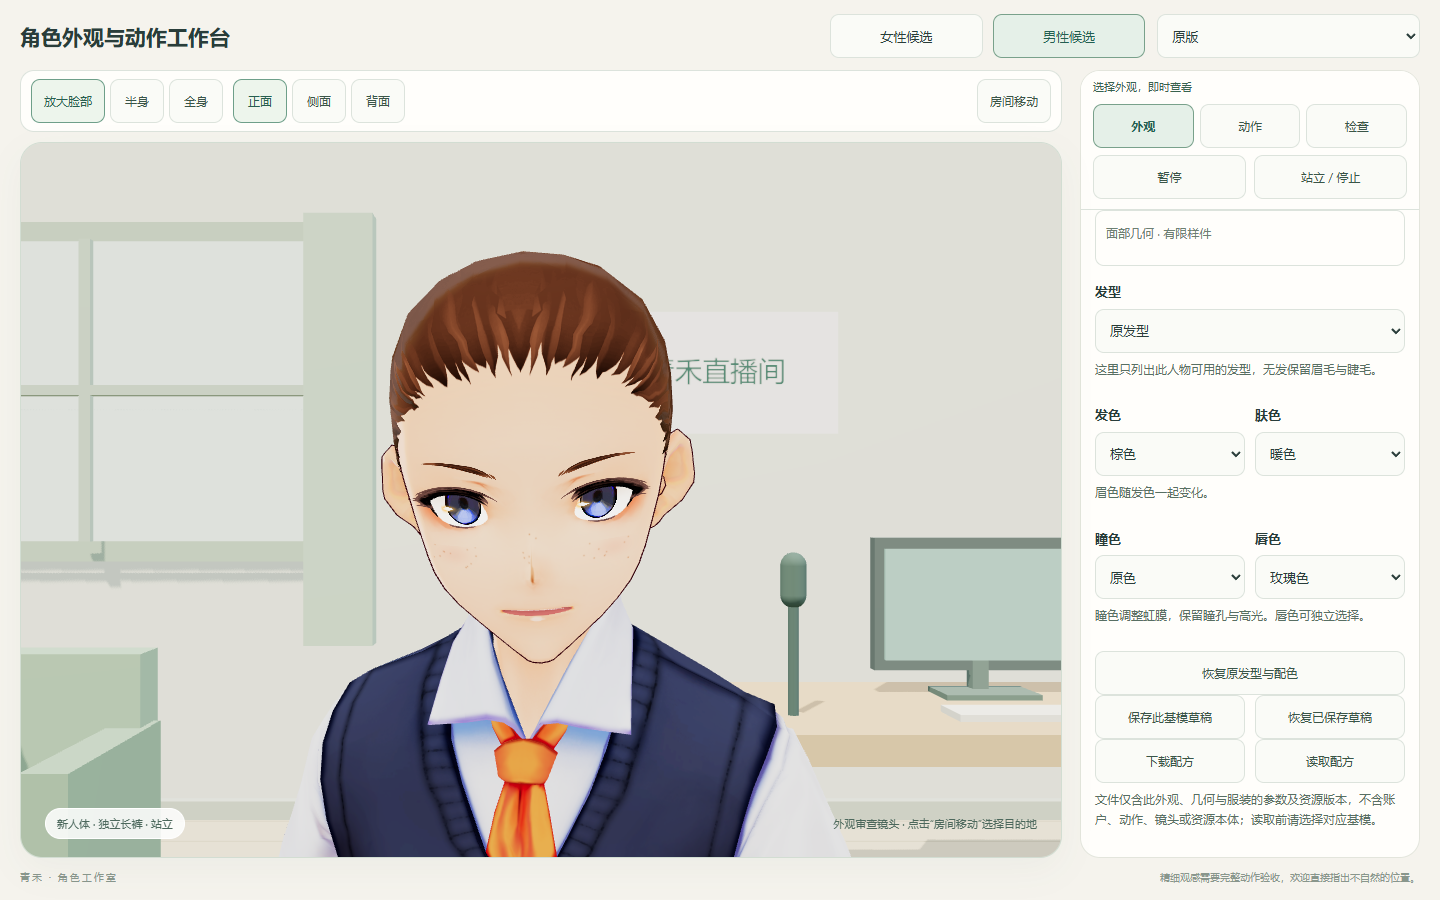 角色外观与动作工作台
女性候选
男性候选
原版
放大脸部
半身
全身
正面
侧面
背面
房间移动
禾直播间
新人体 · 独立长裤 · 站立
外观审查镜头 · 点击“房间移动”选择目的地
选择外观，即时查看
外观
动作
检查
暂停
站立 / 停止
面部几何 · 有限样件
发型
原发型
这里只列出此人物可用的发型，无发保留眉毛与睫毛。
发色
肤色
棕色
暖色
眉色随发色一起变化。
瞳色
唇色
原色
玫瑰色
瞳色调整虹膜，保留瞳孔与高光。唇色可独立选择。
恢复原发型与配色
保存此基模草稿
恢复已保存草稿
下载配方
读取配方
文件仅含此外观、几何与服装的参数及资源版本，不含账
户、动作、镜头或资源本体；读取前请选择对应基模。
青禾 · 角色工作室
精细观感需要完整动作验收，欢迎直接指出不自然的位置。